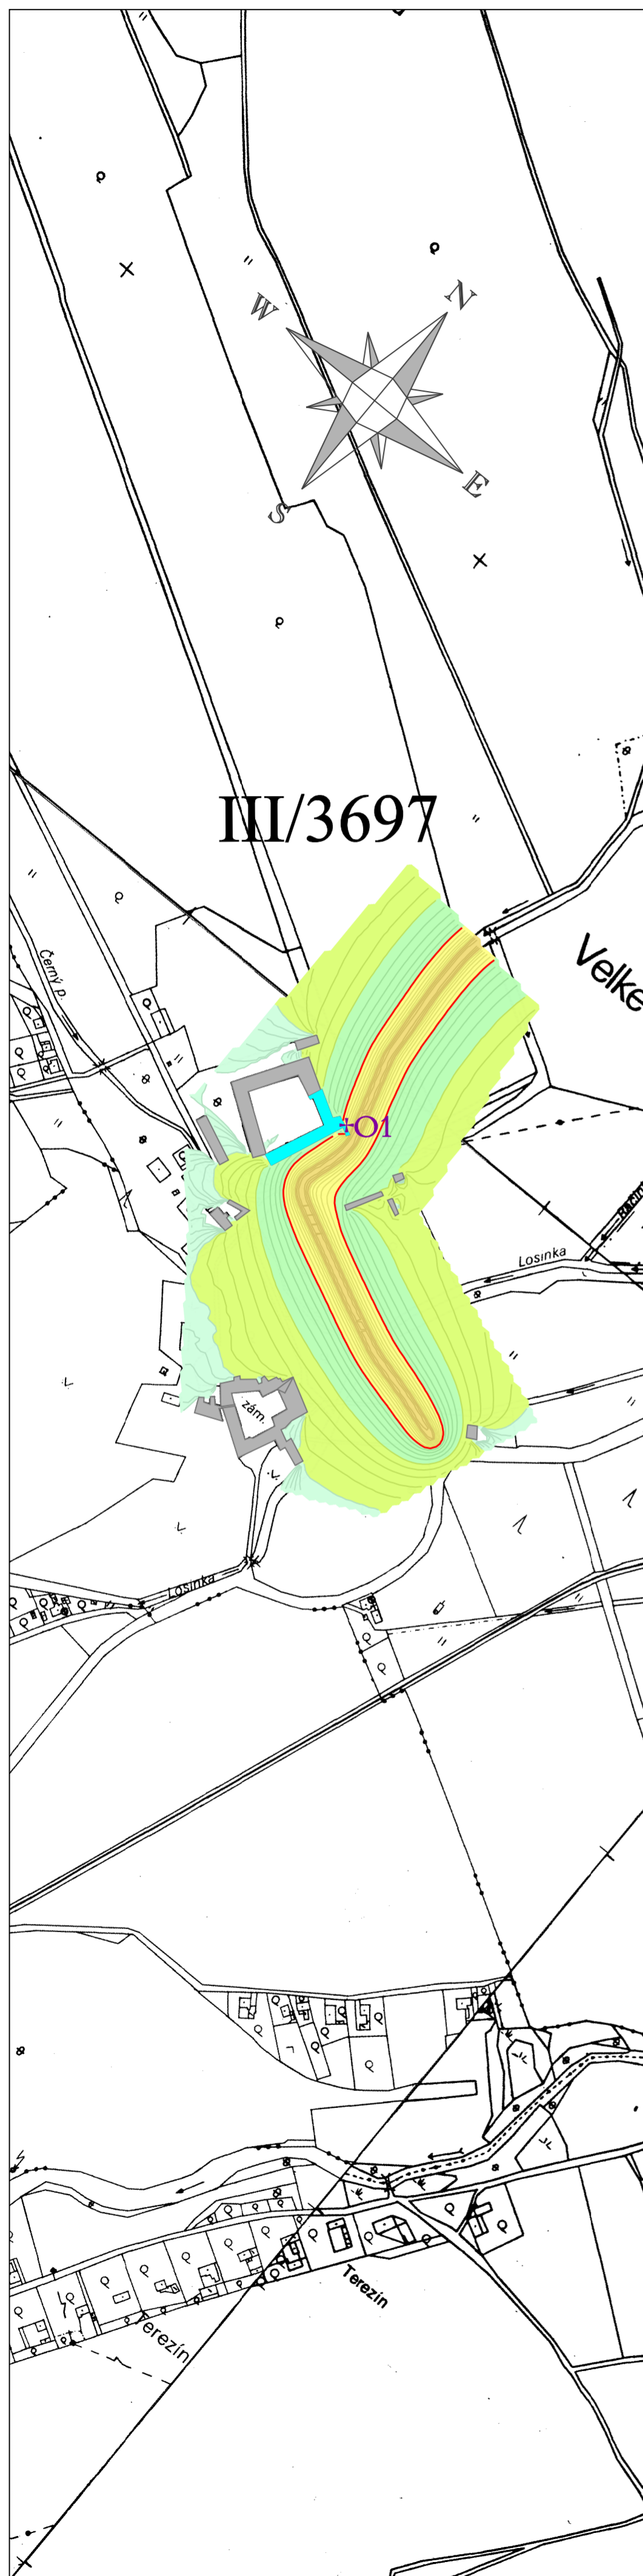 N
W
E
S
III/3697
Černý p.
Velke
O1
Losinka
zám.
Losinka
Terezín
Terezín